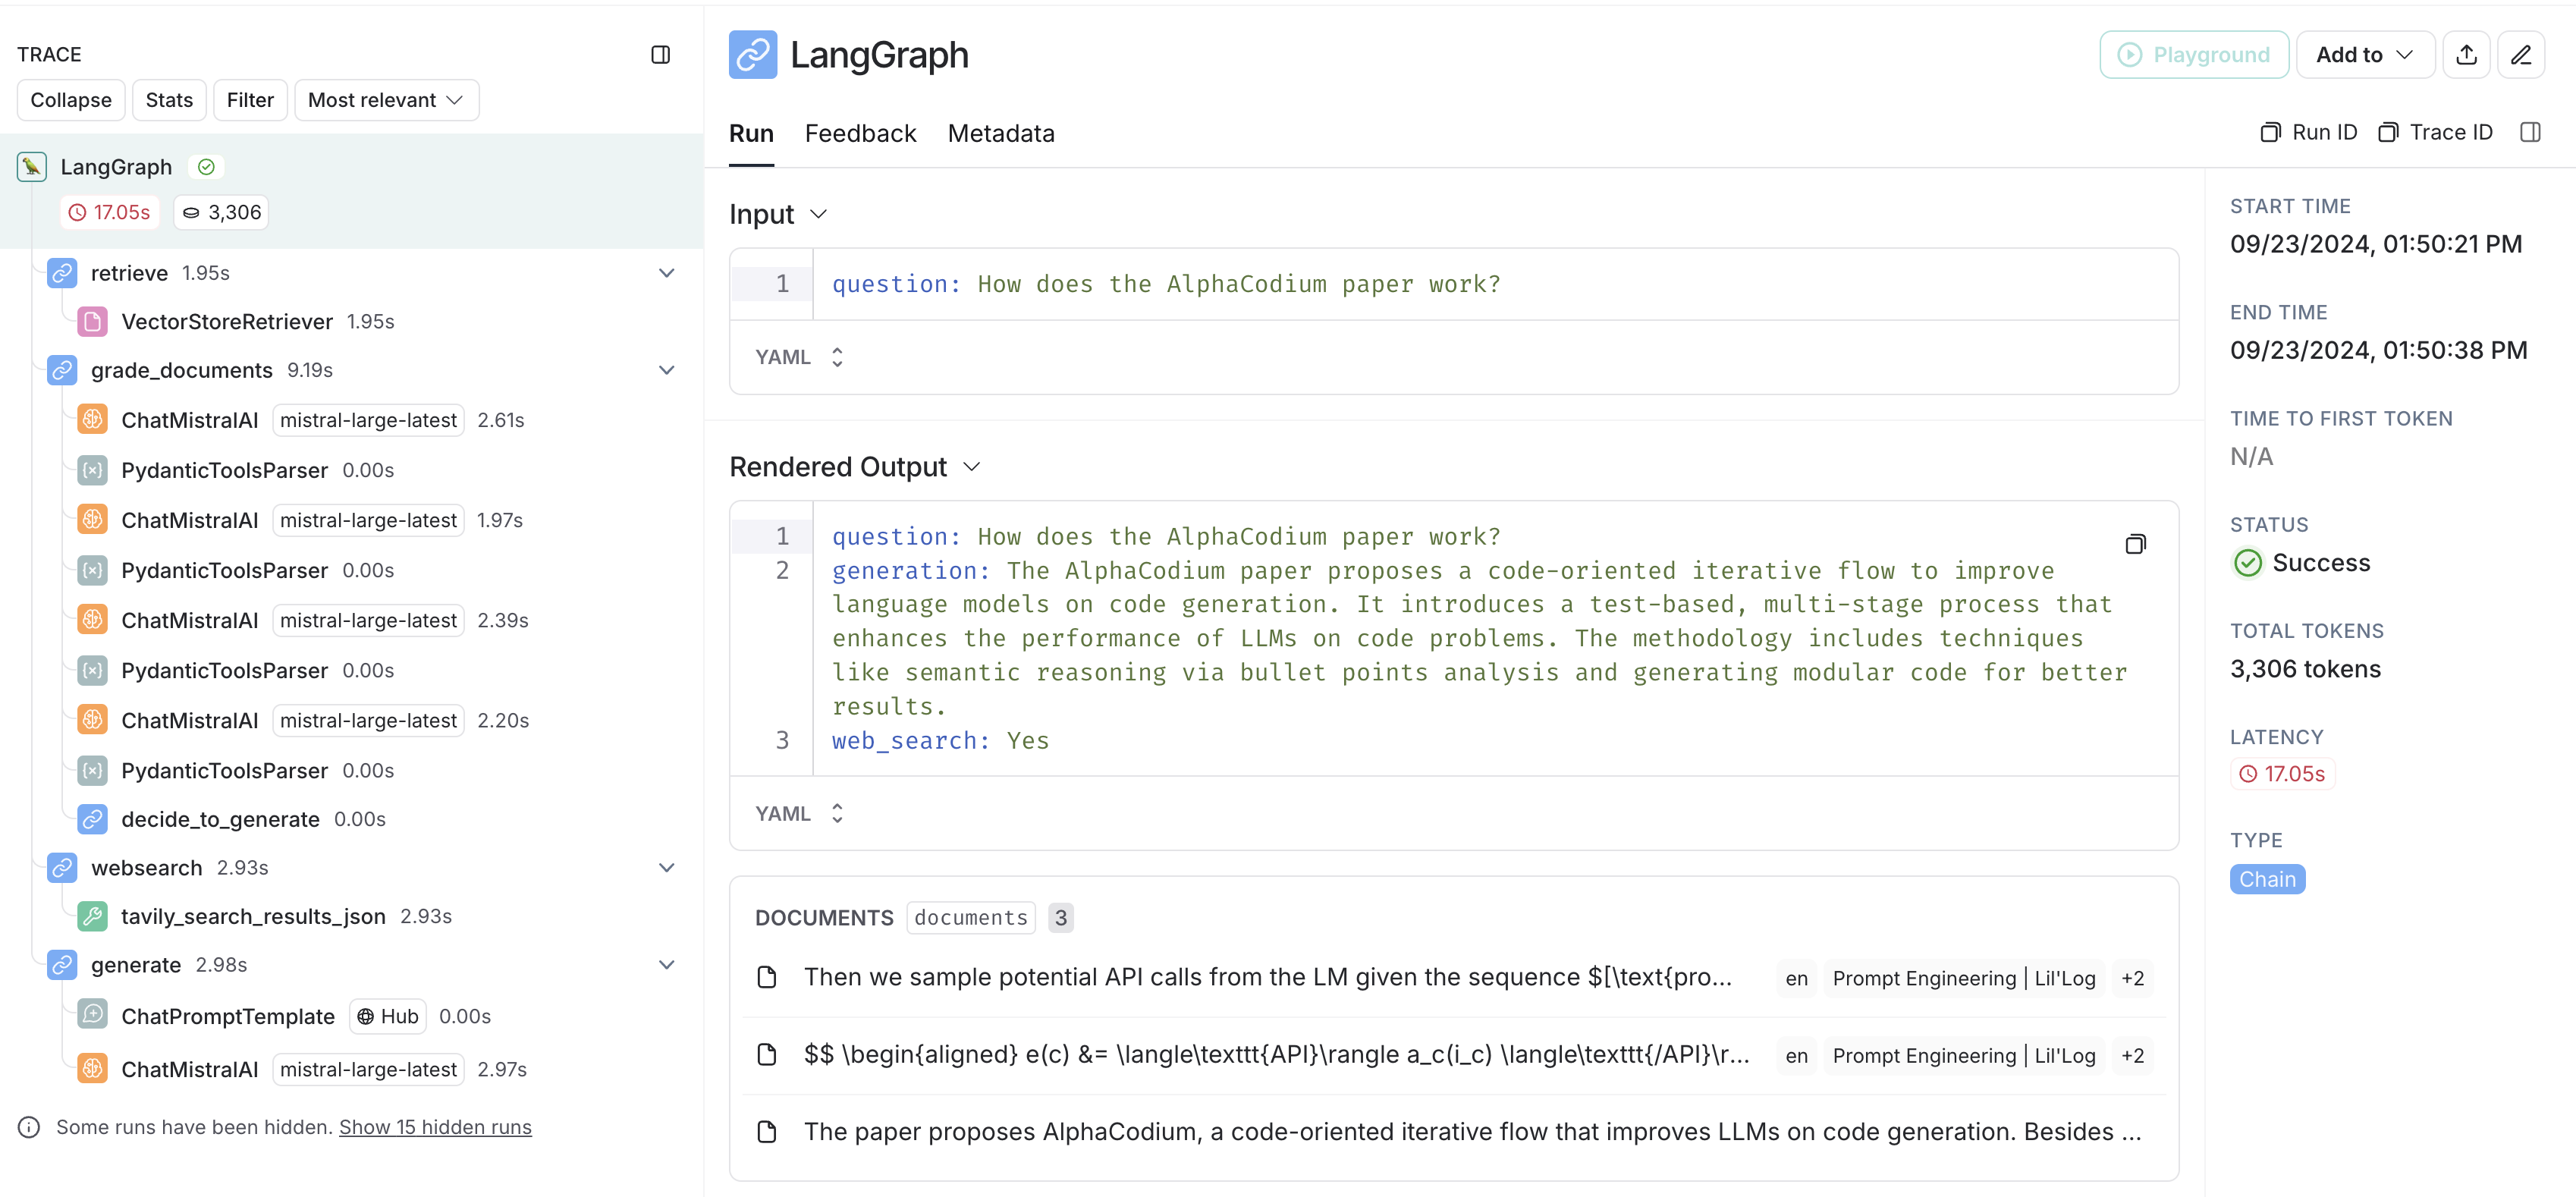 TRACE
Collapse Stats Filter Most relevant
LangGraph
17.05s 3,306
retrieve 1.95s
VectorStoreRetriever 1.95s
grade_documents 9.19s
ChatMistralAI mistral-large-latest 2.61s
PydanticToolsParser 0.00s
ChatMistralAI mistral-large-latest 1.97s
PydanticToolsParser 0.00s
ChatMistralAI mistral-large-latest 2.39s
PydanticToolsParser 0.00s
ChatMistralAI mistral-large-latest 2.20s
PydanticToolsParser 0.00s
decide_to_generate 0.00s
websearch 2.93s
tavily_search_results_json 2.93s
generate 2.98s
ChatPromptTemplate Hub 0.00s
ChatMistralAI mistral-large-latest 2.97s
Some runs have been hidden. Show 15 hidden runs
LangGraph
Playground Add to
Run Feedback Metadata
Run ID Trace ID
Input
1 question: How does the AlphaCodium paper work?
YAML
Rendered Output
1 question: How does the AlphaCodium paper work?
2 generation: The AlphaCodium paper proposes a code-oriented iterative flow to improve
language models on code generation. It introduces a test-based, multi-stage process that
enhances the performance of LLMs on code problems. The methodology includes techniques
like semantic reasoning via bullet points analysis and generating modular code for better
results.
3 web_search: Yes
YAML
DOCUMENTS documents 3
Then we sample potential API calls from the LM given the sequence $[\text{pro... en Prompt Engineering | Lil'Log +2
$$ \begin{aligned} e(c) &= \langle\texttt{API}\rangle a_c(i_c) \langle\texttt{/API}\r... en Prompt Engineering | Lil'Log +2
The paper proposes AlphaCodium, a code-oriented iterative flow that improves LLMs on code generation. Besides ...
START TIME
09/23/2024, 01:50:21 PM
END TIME
09/23/2024, 01:50:38 PM
TIME TO FIRST TOKEN
N/A
STATUS
Success
TOTAL TOKENS
3,306 tokens
LATENCY
17.05s
TYPE
Chain